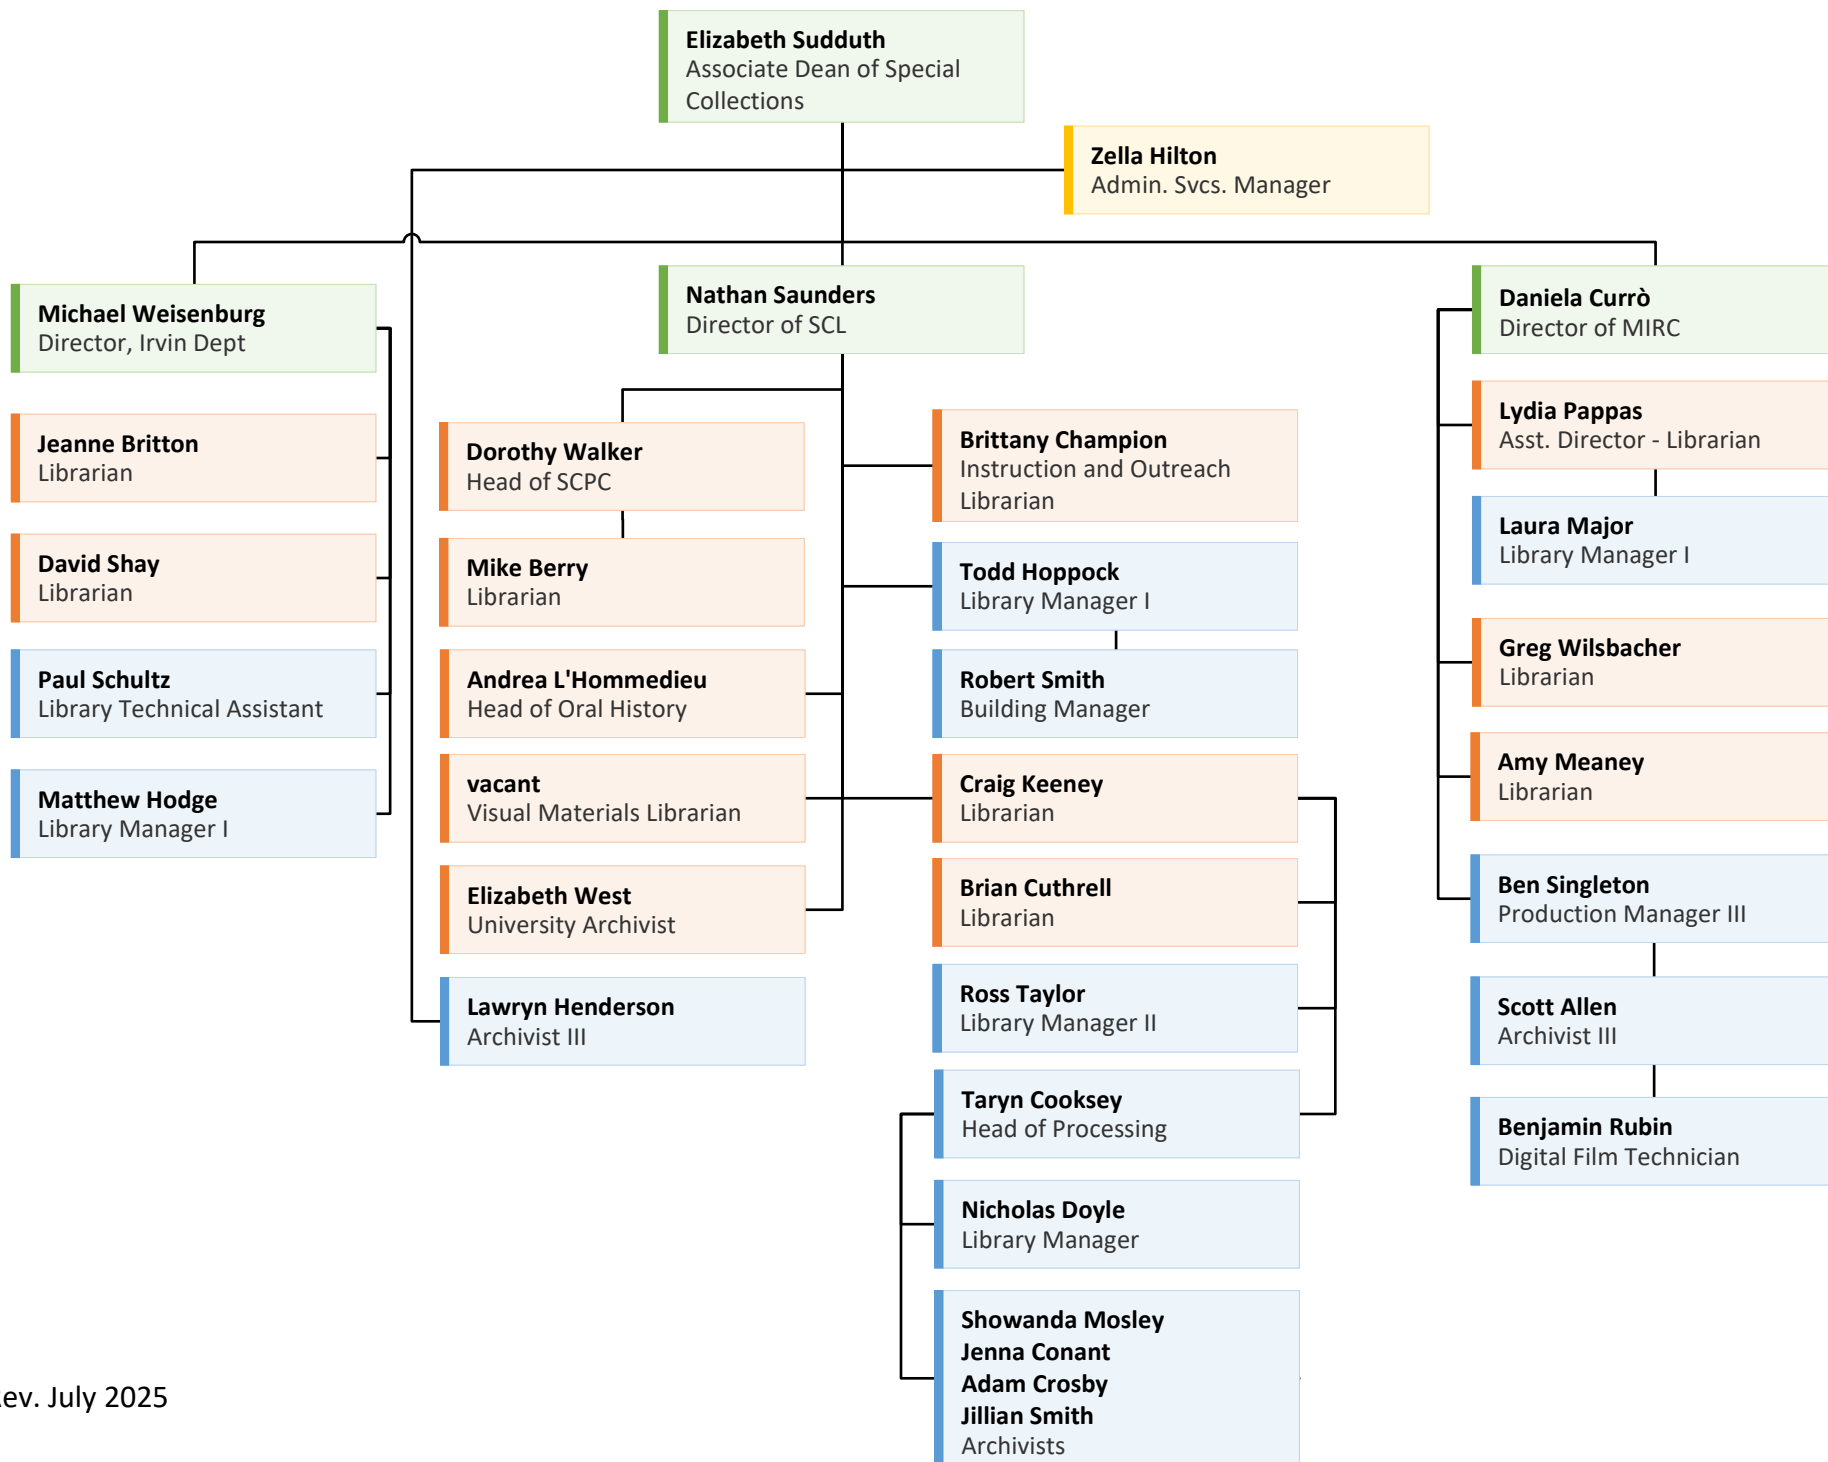 Elizabeth Sudduth
Associate Dean of Special
Collections
Zella Hilton
Admin. Svcs. Manager
Michael Weisenburg
Director, Irvin Dept
Jeanne Britton
Librarian
David Shay
Librarian
Paul Schultz
Library Technical Assistant
Matthew Hodge
Library Manager I
Nathan Saunders
Director of SCL
Dorothy Walker
Head of SCPC
Mike Berry
Librarian
Andrea L'Hommedieu
Head of Oral History
vacant
Visual Materials Librarian
Elizabeth West
University Archivist
Lawryn Henderson
Archivist III
Brittany Champion
Instruction and Outreach
Librarian
Todd Hoppock
Library Manager I
Robert Smith
Building Manager
Craig Keeney
Librarian
Brian Cuthrell
Librarian
Ross Taylor
Library Manager II
Taryn Cooksey
Head of Processing
Nicholas Doyle
Library Manager
Showanda Mosley
Jenna Conant
Adam Crosby
Jillian Smith
Archivists
Daniela Currò
Director of MIRC
Lydia Pappas
Asst. Director - Librarian
Laura Major
Library Manager I
Greg Wilsbacher
Librarian
Amy Meaney
Librarian
Ben Singleton
Production Manager III
Scott Allen
Archivist III
Benjamin Rubin
Digital Film Technician
ev. July 2025